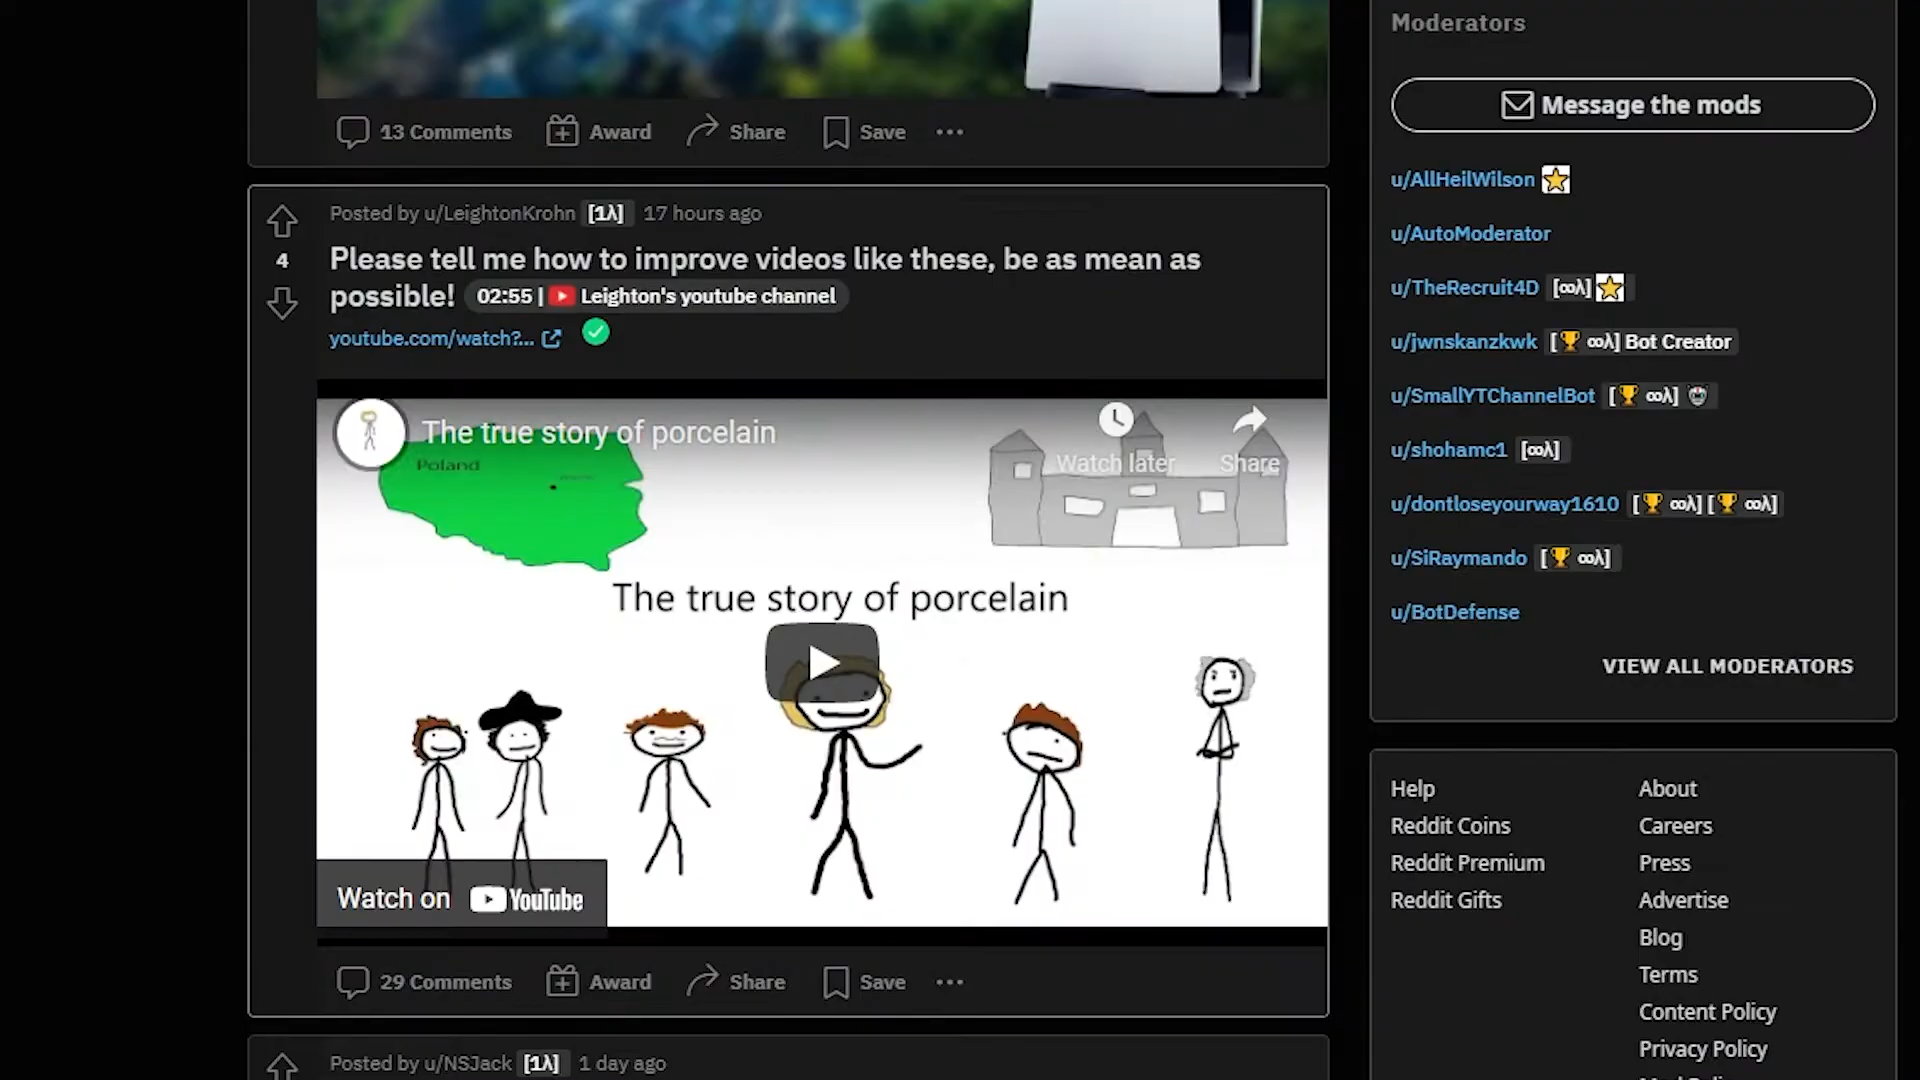 Moderators
Message the mods
u/AllHeilWilson
u/AutoModerator
u/TheRecruit4D [∞λ]
u/jwnskanzkwk [🏆 ∞λ] Bot Creator
u/SmallYTChannelBot [🏆 ∞λ]
u/shohamc1 [∞λ]
u/dontloseyourway1610 [🏆 ∞λ] [🏆 ∞λ]
u/SiRaymando [🏆 ∞λ]
u/BotDefense
VIEW ALL MODERATORS
13 Comments Award Share Save
Posted by u/LeightonKrohn [1λ] 17 hours ago
4
Please tell me how to improve videos like these, be as mean as
possible! 02:55 | Leighton's youtube channel
youtube.com/watch?...
The true story of porcelain
Poland
Watch later Share
The true story of porcelain
Watch on YouTube
29 Comments Award Share Save
Posted by u/NSJack [1λ] 1 day ago
Help
Reddit Coins
Reddit Premium
Reddit Gifts
About
Careers
Press
Advertise
Blog
Terms
Content Policy
Privacy Policy